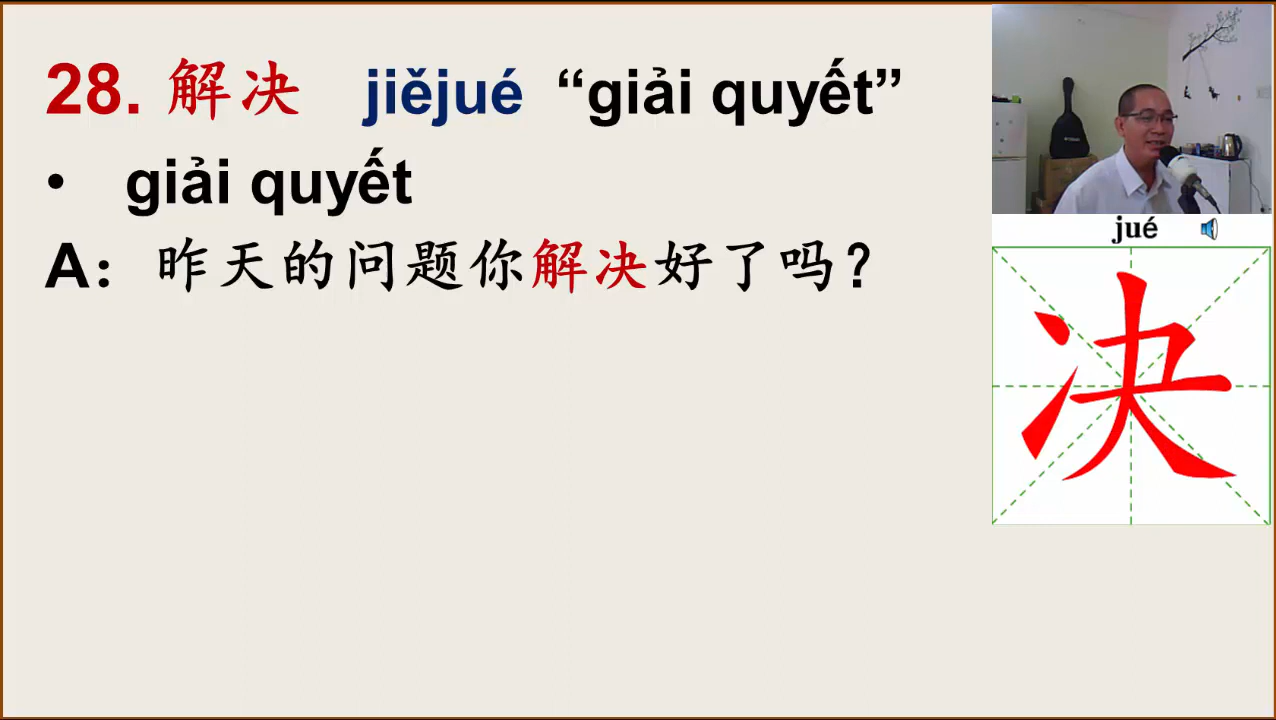 28. 解决 jiějué “giải quyết”
• giải quyết
A：昨天的问题你解决好了吗？
jué
决